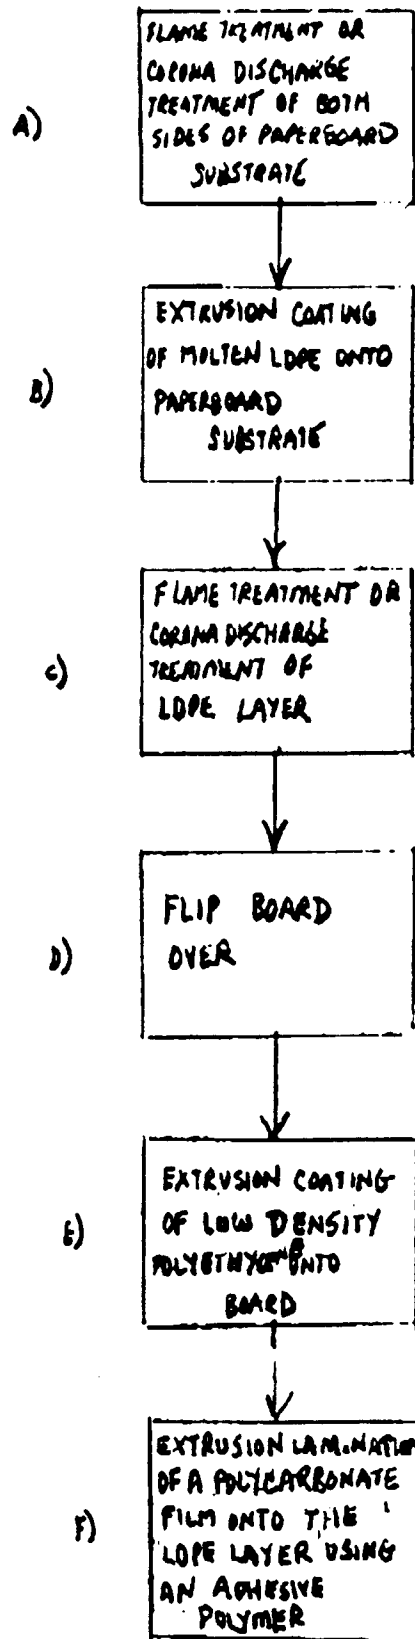 A)
FLAME TREATMENT OR
CORONA DISCHARGE
TREATMENT OF BOTH
SIDES OF PAPERBOARD
SUBSTRATE
B)
EXTRUSION COATING
OF MOLTEN LDPE ONTO
PAPERBOARD
SUBSTRATE
C)
FLAME TREATMENT OR
CORONA DISCHARGE
TREATMENT OF
LDPE LAYER
D)
FLIP BOARD
OVER
E)
EXTRUSION COATING
OF LOW DENSITY
POLYETHYLENE ONTO
BOARD
F)
EXTRUSION LAMINATION
OF A POLYCARBONATE
FILM ONTO THE
LDPE LAYER USING
AN ADHESIVE
POLYMER